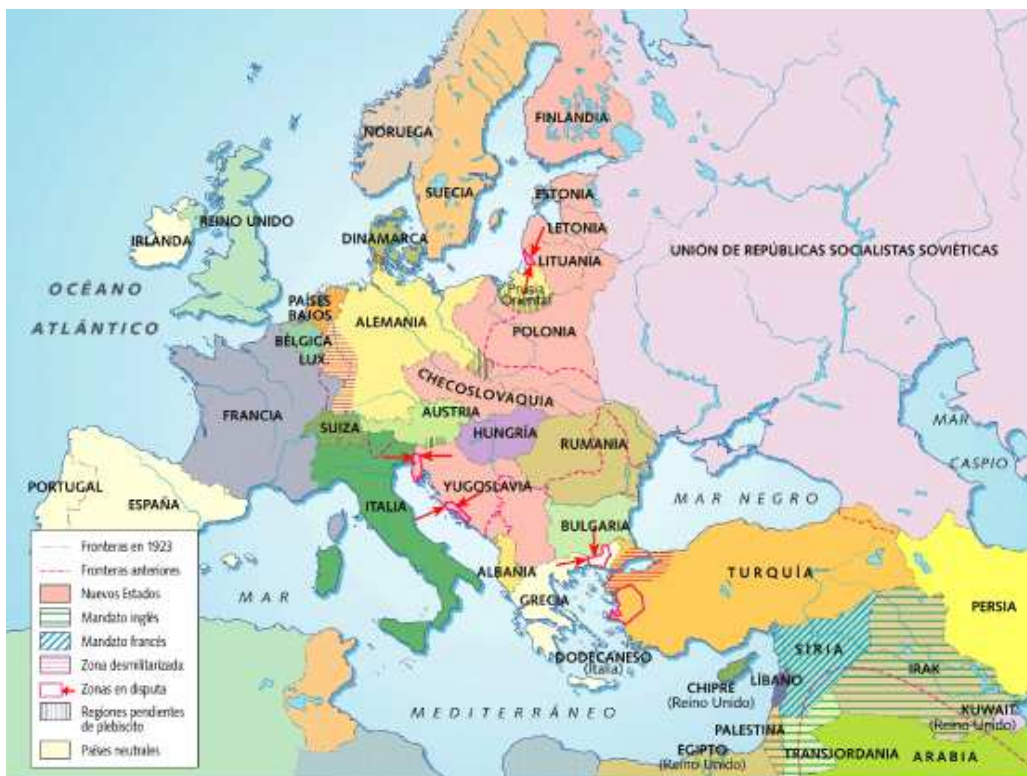 FINLANDIA
NORUEGA
SUECIA
ESTONIA
LETONIA
REINO UNIDO
IRLANDA
DINAMARCA
LITUANIA
UNIÓN DE REPÚBLICAS SOCIALISTAS SOVIÉTICAS
Prusia
Oriental
OCÉANO
ATLÁNTICO
PAÍSES
BAJOS
ALEMANIA
POLONIA
BÉLGICA
LUX.
CHECOSLOVAQUIA
FRANCIA
AUSTRIA
SUIZA
HUNGRÍA
RUMANIA
MAR
CASPIO
PORTUGAL
ESPAÑA
ITALIA
YUGOSLAVIA
MAR NEGRO
BULGARIA
ALBANIA
GRECIA
TURQUÍA
PERSIA
MAR
MEDITERRÁNEO
DODECANESO
(Italia)
CHIPRE
(Reino Unido)
SIRIA
LÍBANO
IRAK
KUWAIT
(Reino Unido)
PALESTINA
EGIPTO
(Reino Unido)
TRANSJORDANIA
ARABIA
Fronteras en 1923
Fronteras anteriores
Nuevos Estados
Mandato inglés
Mandato francés
Zona desmilitarizada
Zonas en disputa
Regiones pendientes
de plebiscito
Países neutrales